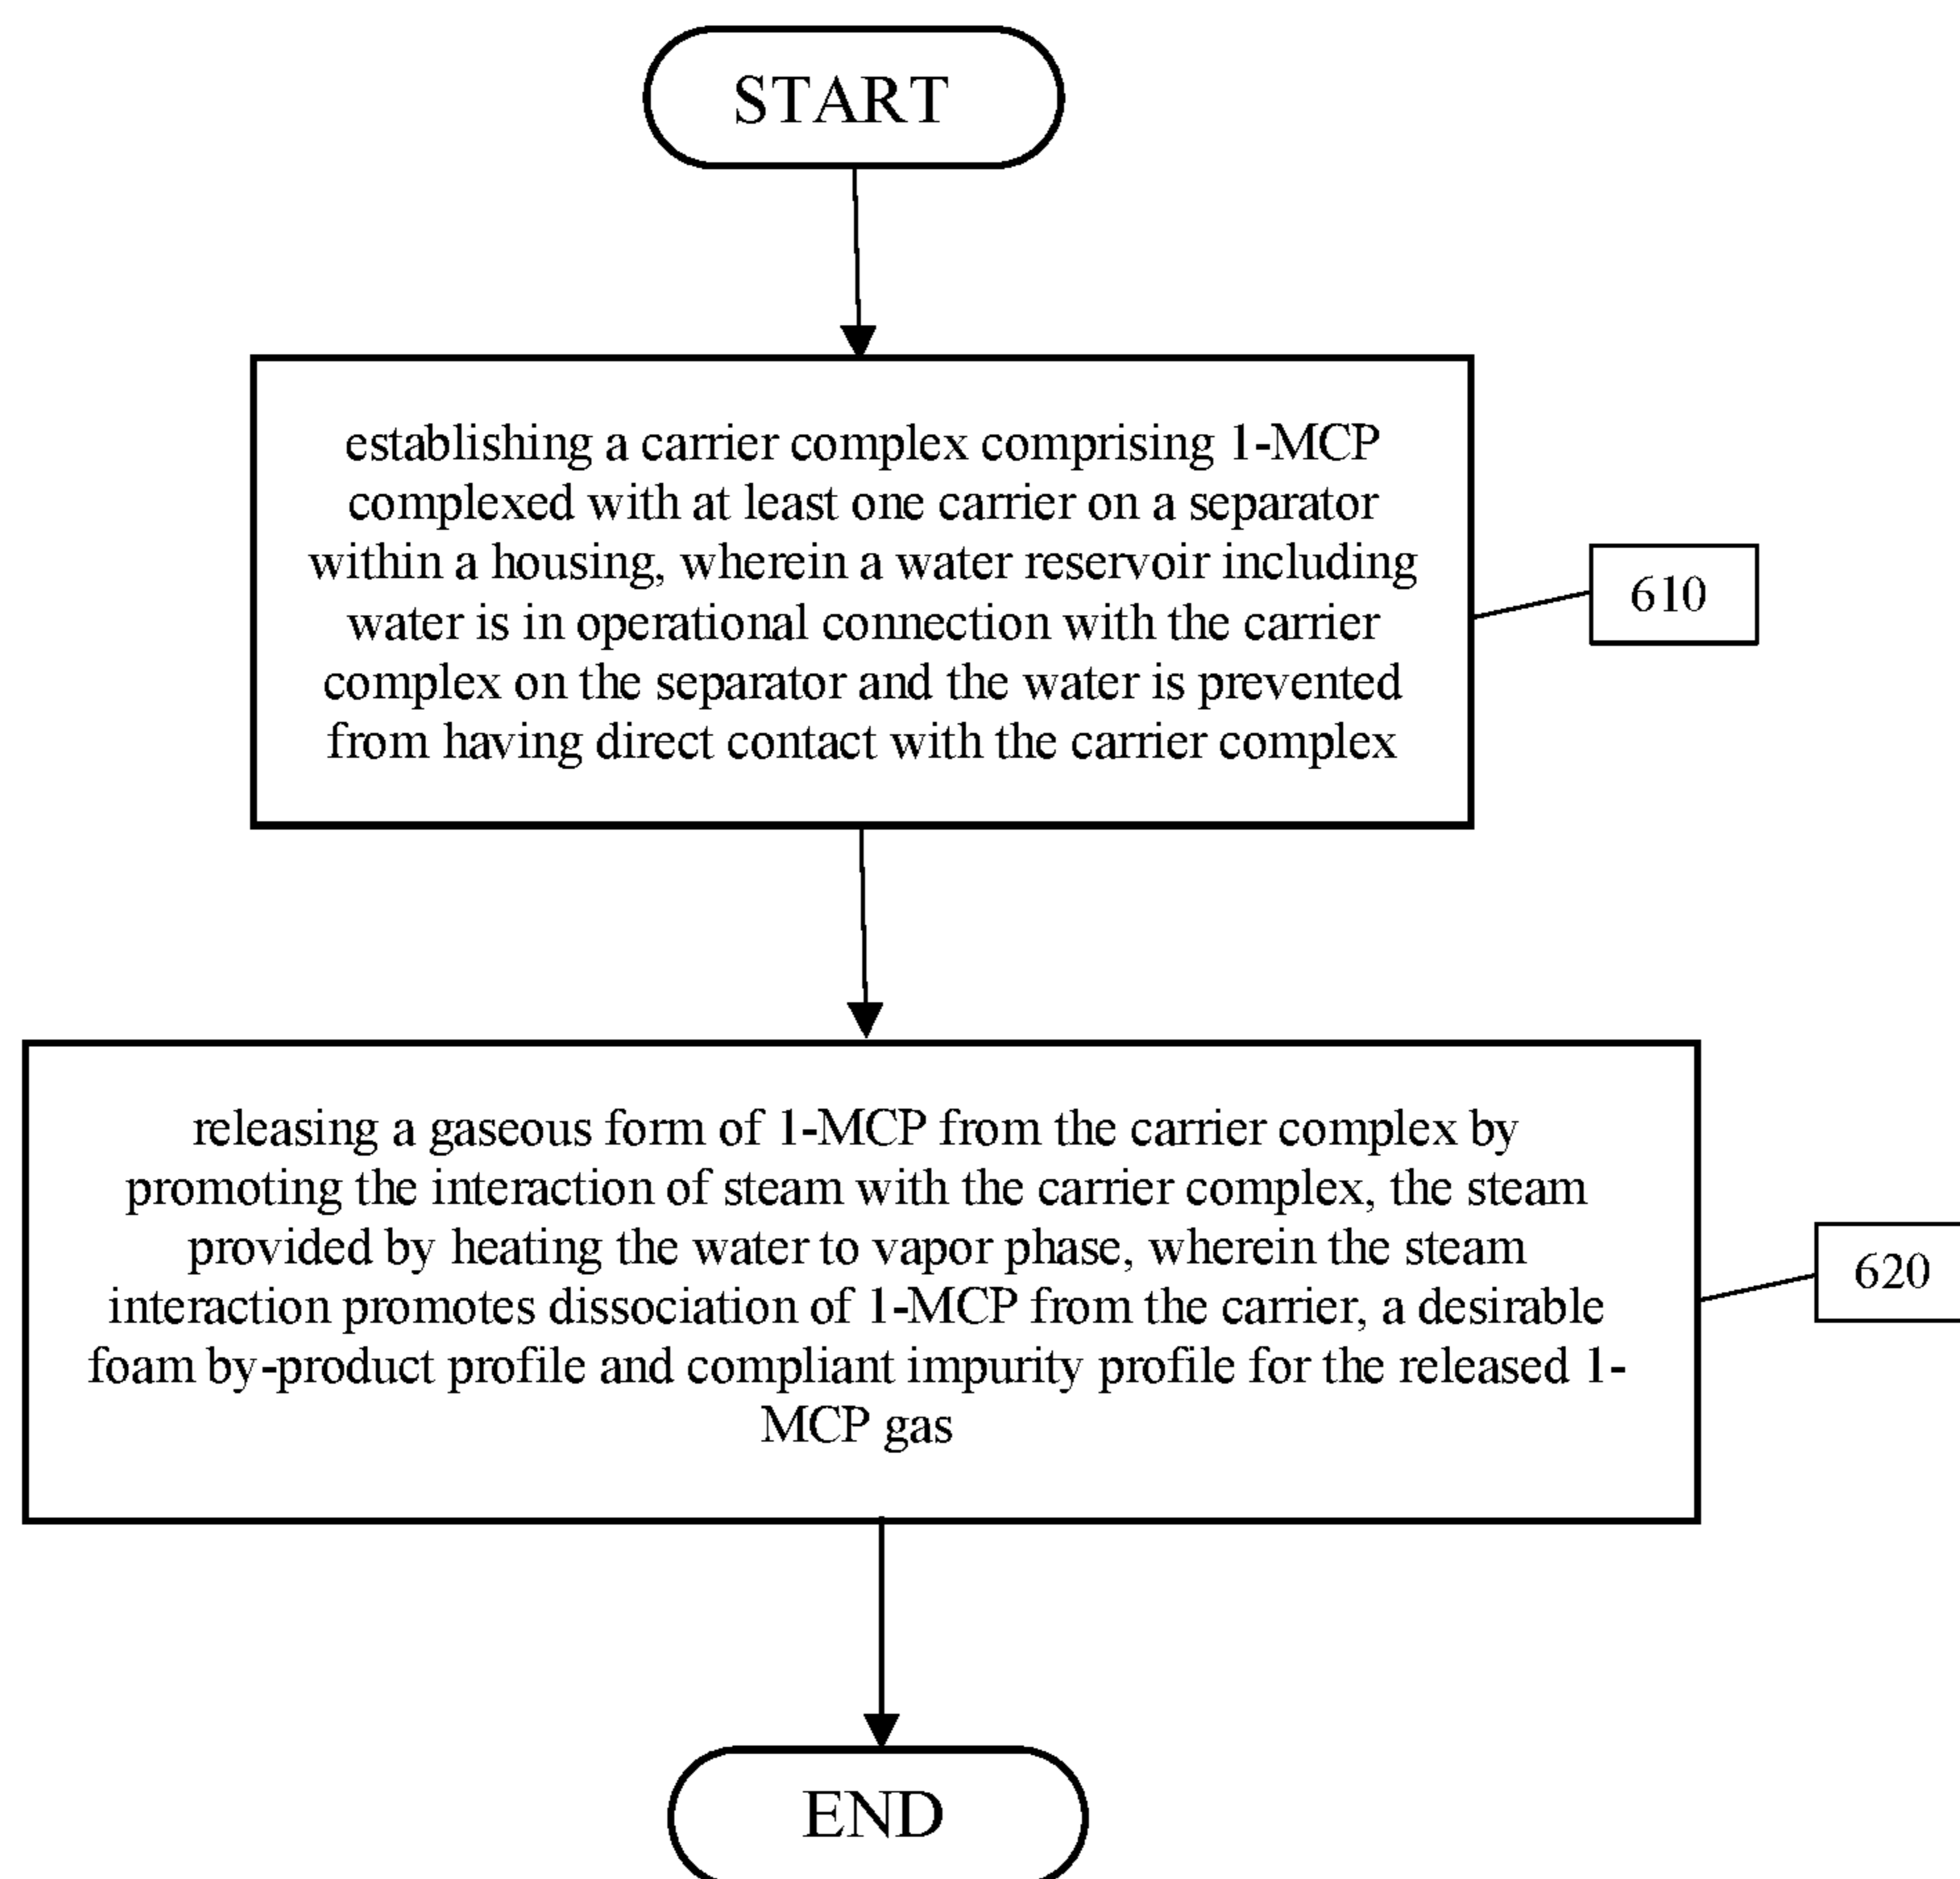 START
establishing a carrier complex comprising 1-MCP
complexed with at least one carrier on a separator
within a housing, wherein a water reservoir including
water is in operational connection with the carrier
complex on the separator and the water is prevented
from having direct contact with the carrier complex
610
releasing a gaseous form of 1-MCP from the carrier complex by
promoting the interaction of steam with the carrier complex, the steam
provided by heating the water to vapor phase, wherein the steam
interaction promotes dissociation of 1-MCP from the carrier, a desirable
foam by-product profile and compliant impurity profile for the released 1-
MCP gas
620
END